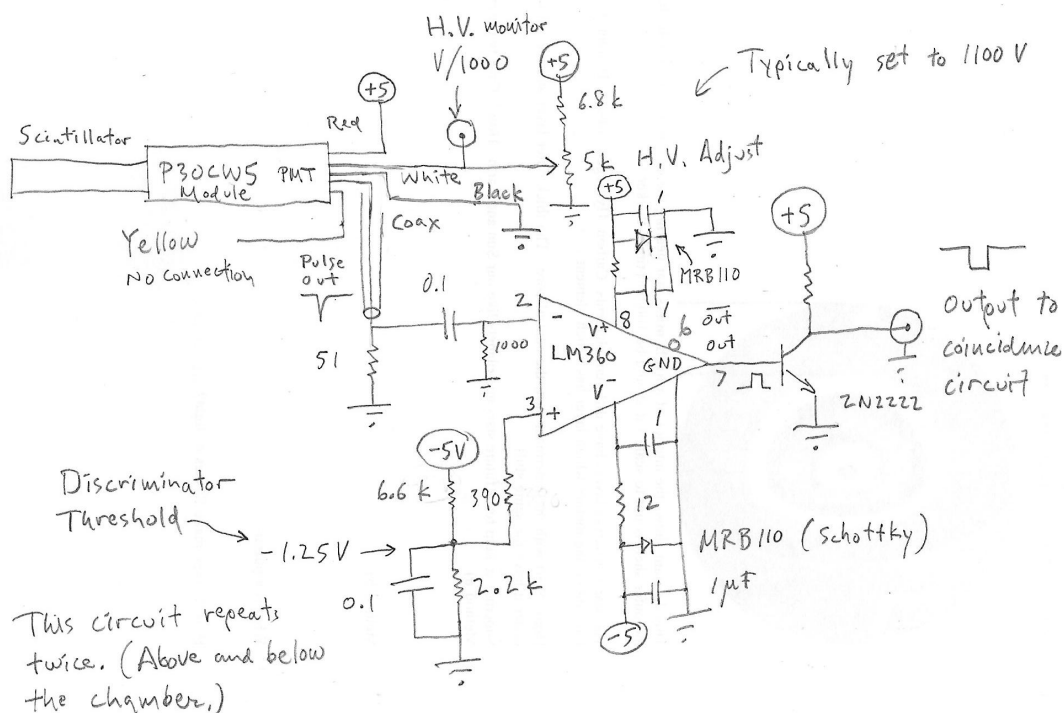 H.V. monitor
V/1000
+5
Typically set to 1100 V
+5
6.8k
Scintillator
Red
P30CW5 PMT
Module
5k H.V. Adjust
White
+5
Black
1
Coax
+5
Yellow
No connection
MRB110
Pulse
out
0.1
1
2
-
V+
8
6
out
out
Output to
coincidence
circuit
LM360
GND
51
1000
7
V-
3
+
2N2222
-5V
1
6.6k
390
12
Discriminator
Threshold
-1.25V
MRB110 (Schottky)
0.1
2.2k
1µF
This circuit repeats
twice. (Above and below
the chamber.)
-5